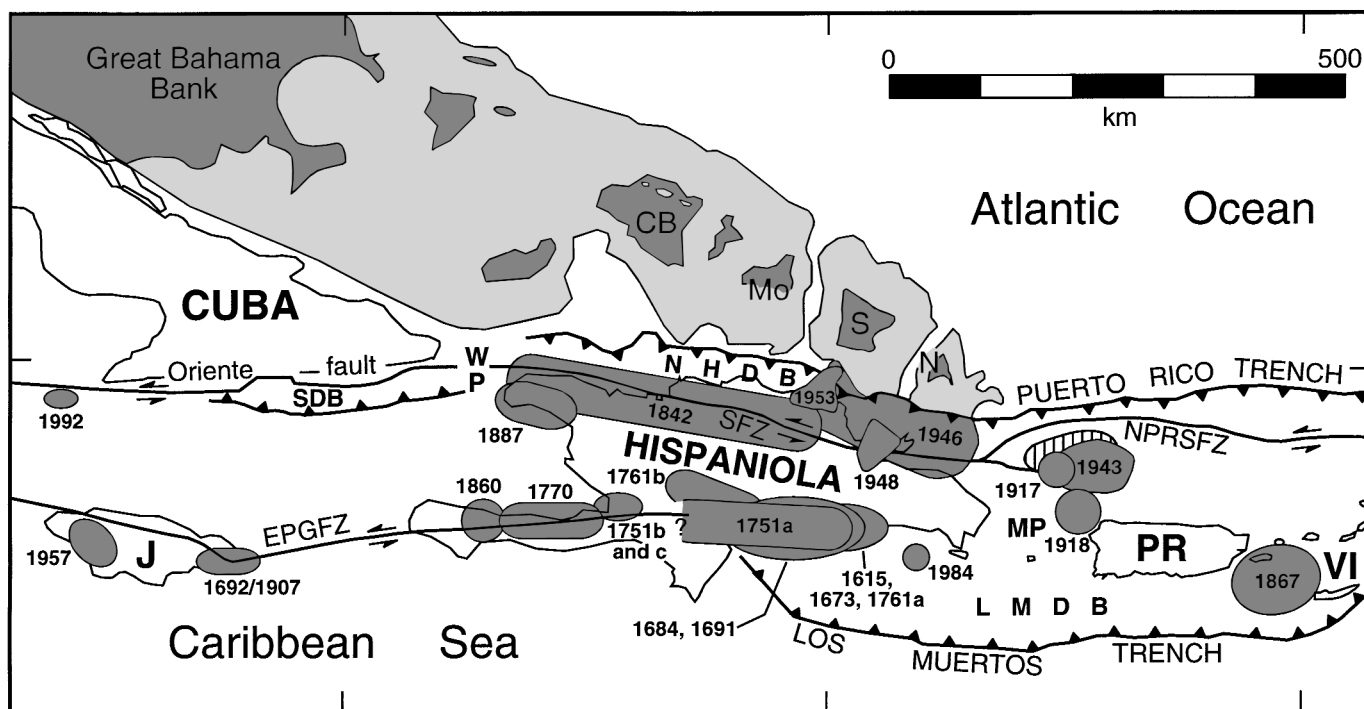 Great Bahama
Bank
0 500
km
CB
Atlantic Ocean
Mo
S
N
CUBA
Oriente fault
W
P
N H D B
PUERTO RICO TRENCH
SDB
1992
1953
1842
SFZ
1887
1946
NPRSFZ
HISPANIOLA
1948
1917
1943
1761b
1860
1770
1751b
and c
?
1751a
EPGFZ
MP
1918
PR
VI
1957
J
1692/1907
1984
1867
1615,
1673, 1761a
L M D B
1684, 1691
Caribbean Sea
LOS MUERTOS TRENCH